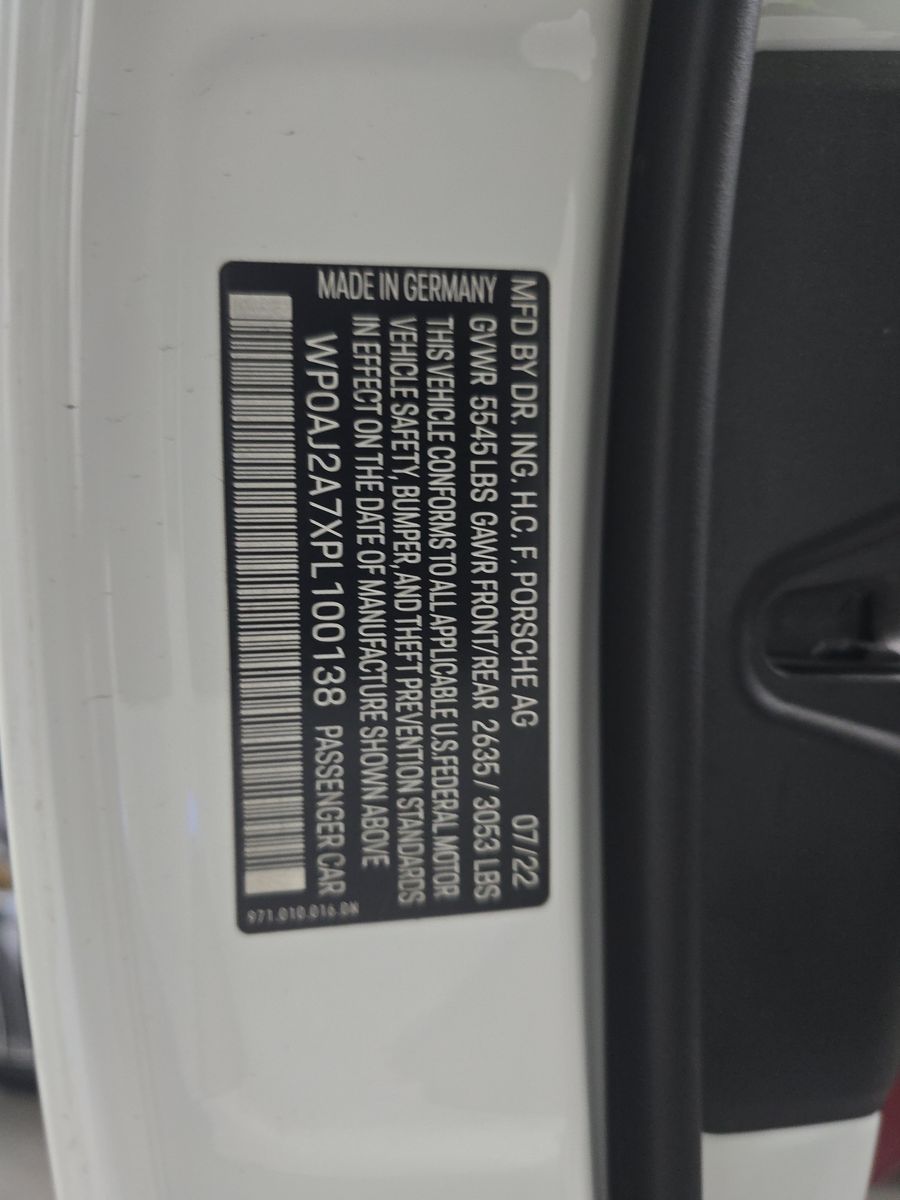 MFD BY DR. ING. H.C. F. PORSCHE AG 07/22
GVWR 5545 LBS GAWR FRONT/REAR 2635 / 3053 LBS
THIS VEHICLE CONFORMS TO ALL APPLICABLE U.S. FEDERAL MOTOR
VEHICLE SAFETY, BUMPER, AND THEFT PREVENTION STANDARDS
IN EFFECT ON THE DATE OF MANUFACTURE SHOWN ABOVE
MADE IN GERMANY
WP0AJ2A7XPL100138 PASSENGER CAR
971.010.016.DN